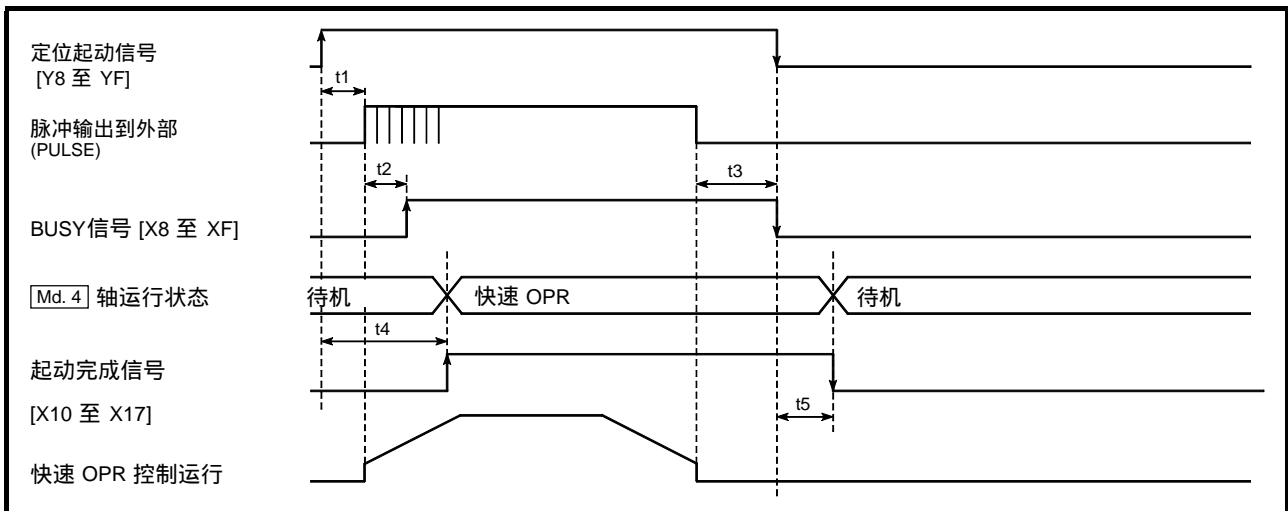 定位起动信号
[Y8 至 YF]
t1
脉冲输出到外部
(PULSE)
t2
t3
BUSY信号 [X8 至 XF]
Md. 4 轴运行状态
待机
快速 OPR
待机
t4
起动完成信号
[X10 至 X17]
t5
快速 OPR 控制运行